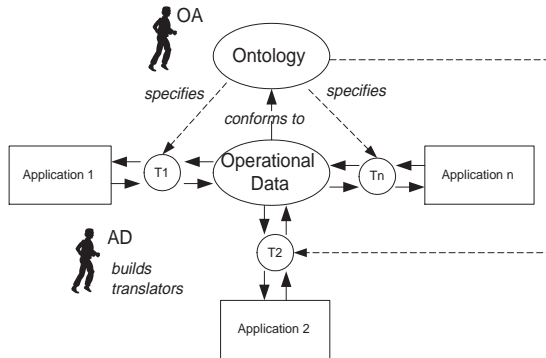 OA
Ontology
specifies
specifies
conforms to
Application 1
T1
Operational
Data
Tn
Application n
AD
builds
translators
T2
Application 2